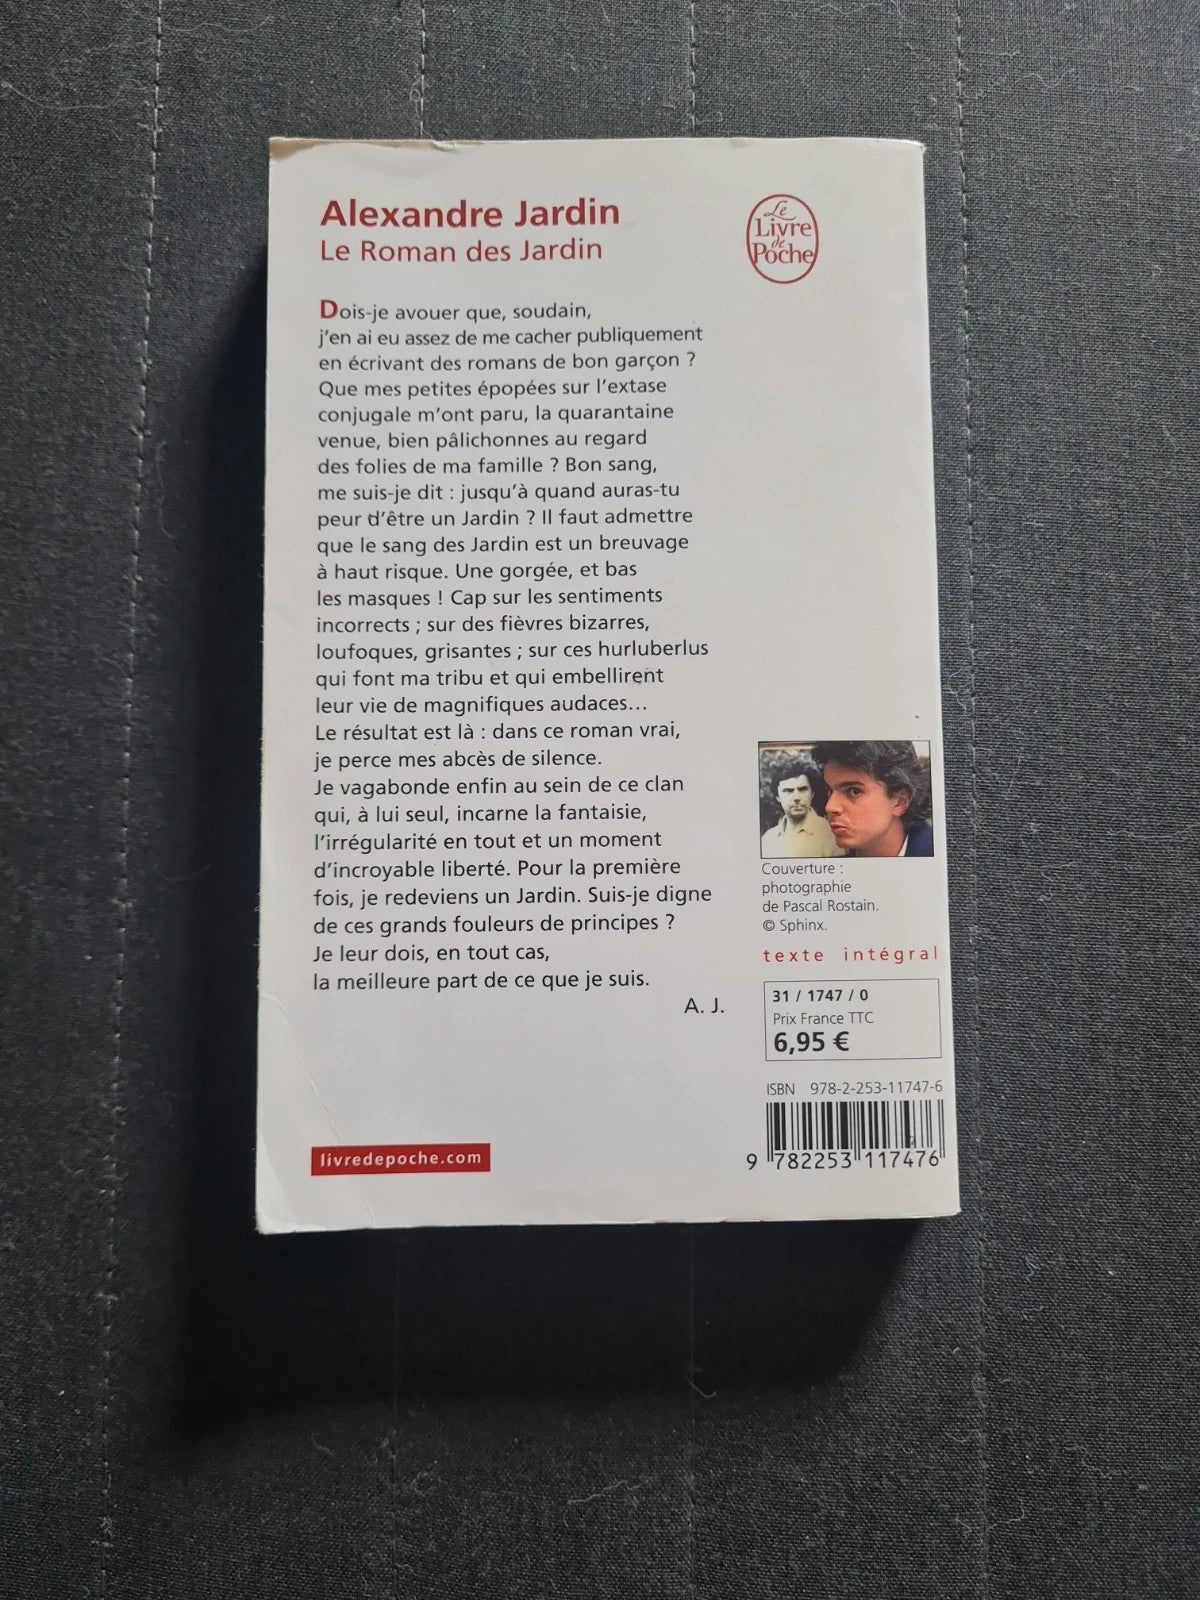 Alexandre Jardin
Le Roman des Jardin
Le
Livre
de
Poche
Dois-je avouer que, soudain,
j'en ai eu assez de me cacher publiquement
en écrivant des romans de bon garçon ?
Que mes petites épopées sur l'extase
conjugale m'ont paru, la quarantaine
venue, bien pâlichonnes au regard
des folies de ma famille ? Bon sang,
me suis-je dit : jusqu'à quand auras-tu
peur d'être un Jardin ? Il faut admettre
que le sang des Jardin est un breuvage
à haut risque. Une gorgée, et bas
les masques ! Cap sur les sentiments
incorrects ; sur des fièvres bizarres,
loufoques, grisantes ; sur ces hurluberlus
qui font ma tribu et qui embellirent
leur vie de magnifiques audaces...
Le résultat est là : dans ce roman vrai,
je perce mes abcès de silence.
Je vagabonde enfin au sein de ce clan
qui, à lui seul, incarne la fantaisie,
l'irrégularité en tout et un moment
d'incroyable liberté. Pour la première
fois, je redeviens un Jardin. Suis-je digne
de ces grands fouleurs de principes ?
Je leur dois, en tout cas,
la meilleure part de ce que je suis.
A. J.
Couverture :
photographie
de Pascal Rostain.
© Sphinx.
texte intégral
31 / 1747 / 0
Prix France TTC
6,95 €
ISBN 978-2-253-11747-6
9 782253 117476
livredepoche.com